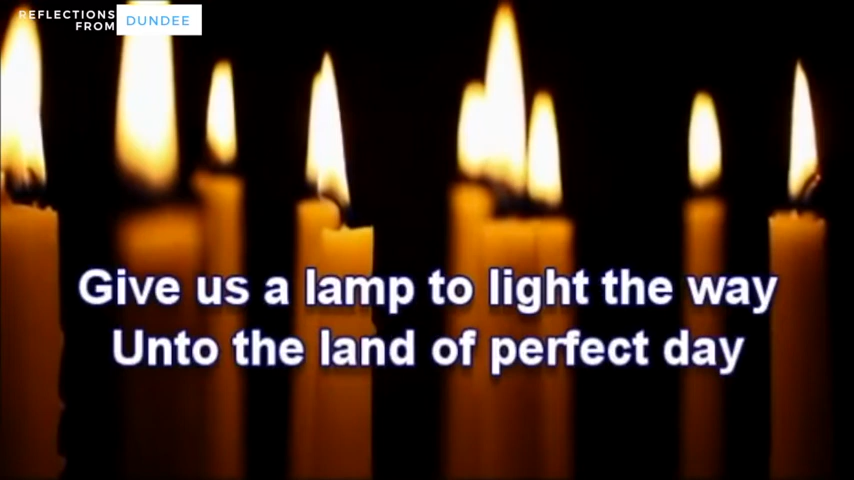 REFLECTIONS
FROM DUNDEE
Give us a lamp to light the way
Unto the land of perfect day